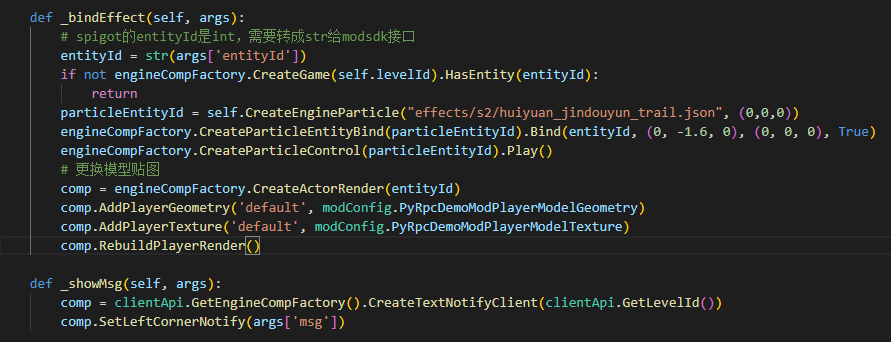 def _bindEffect(self, args):
# spigot的entityId是int，需要转成str给modsdk接口
entityId = str(args['entityId'])
if not engineCompFactory.CreateGame(self.levelId).HasEntity(entityId):
return
particleEntityId = self.CreateEngineParticle("effects/s2/huiyuan_jindouyun_trail.json", (0,0,0))
engineCompFactory.CreateParticleEntityBind(particleEntityId).Bind(entityId, (0, -1.6, 0), (0, 0, 0), True)
engineCompFactory.CreateParticleControl(particleEntityId).Play()
# 更换模型贴图
comp = engineCompFactory.CreateActorRender(entityId)
comp.AddPlayerGeometry('default', modConfig.PyRpcDemoModPlayerModelGeometry)
comp.AddPlayerTexture('default', modConfig.PyRpcDemoModPlayerModelTexture)
comp.RebuildPlayerRender()
def _showMsg(self, args):
comp = clientApi.GetEngineCompFactory().CreateTextNotifyClient(clientApi.GetLevelId())
comp.SetLeftCornerNotify(args['msg'])